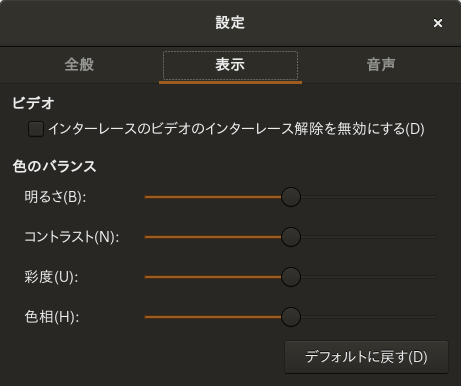 設定
全般
表示
音声
ビデオ
インターレースのビデオのインターレース解除を無効にする(D)
色のバランス
明るさ(B):
コントラスト(N):
彩度(U):
色相(H):
デフォルトに戻す(D)